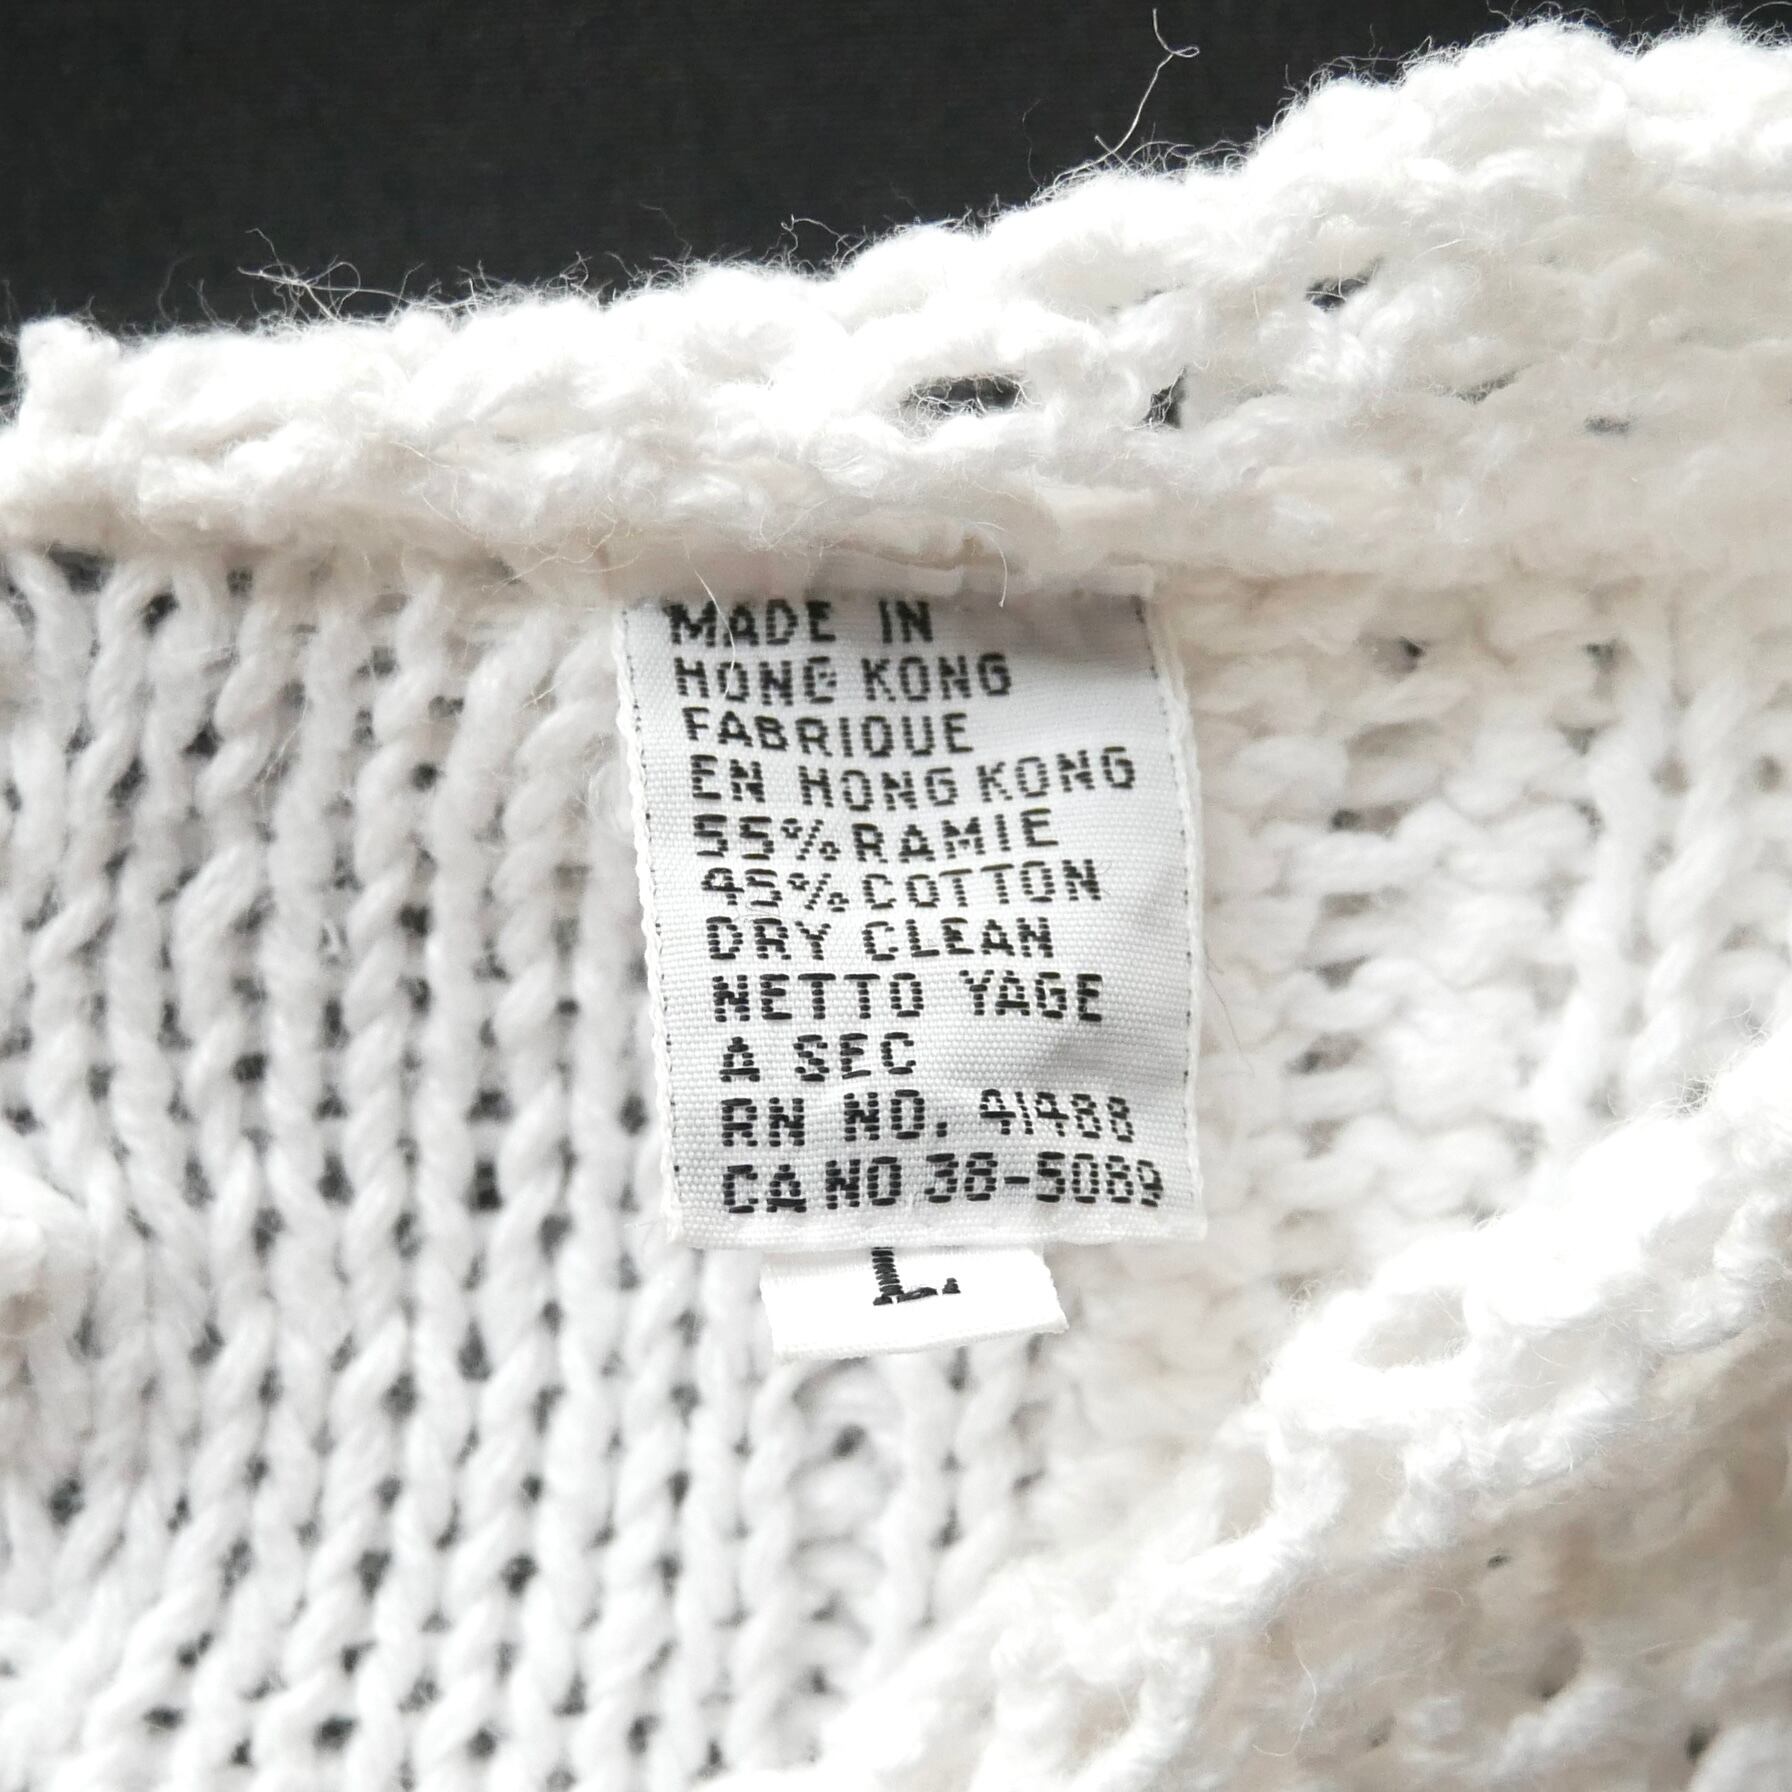 MADE IN
HONG KONG
FABRIQUE
EN HONG KONG
55% RAMIE
45% COTTON
DRY CLEAN
NETTO YAGE
A SEC
RN NO. 41488
CA NO 38-5089
L.